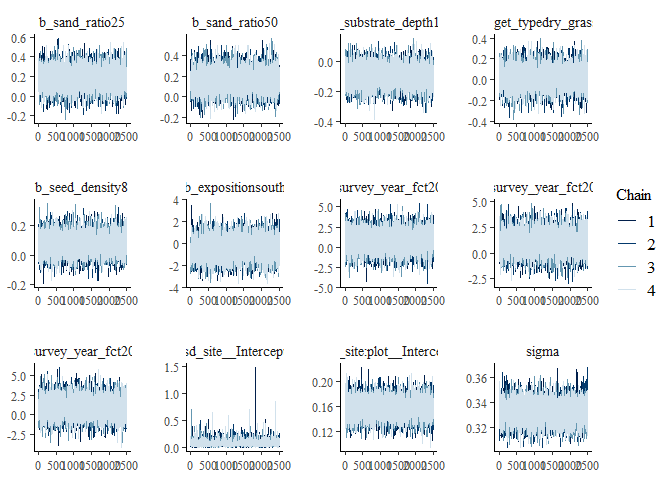 b_sand_ratio25 b_sand_ratio50 _substrate_depth1 get_typedry_gras
0.6 0.4 0.2 0.0 -0.2
0.6 0.4 0.2 0.0 -0.2
0.0 -0.2 -0.4
0.4 0.2 0.0 -0.2 -0.4
0 500 1000 1500 2000 2500 0 500 1000 1500 2000 2500 0 500 1000 1500 2000 2500 0 500 1000 1500 2000 2500
b_seed_density8 b_expositionsouth survey_year_fct20 survey_year_fct20
0.2 0.0 -0.2
4 2 0 -2 -4
5.0 2.5 0.0 -2.5 -5.0
5.0 2.5 0.0 -2.5
0 500 1000 1500 2000 2500 0 500 1000 1500 2000 2500 0 500 1000 1500 2000 2500 0 500 1000 1500 2000 2500
survey_year_fct20 sd_site__Intercep _site:plot__Interce sigma
5.0 2.5 0.0 -2.5
1.5 1.0 0.5 0.0
0.20 0.16 0.12
0.36 0.34 0.32
0 500 1000 1500 2000 2500 0 500 1000 1500 2000 2500 0 500 1000 1500 2000 2500 0 500 1000 1500 2000 2500
Chain
1
2
3
4